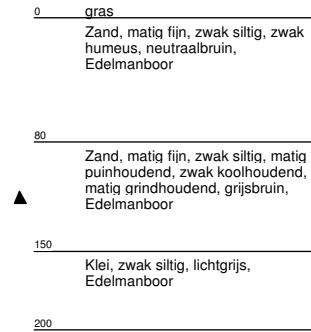 0 gras
Zand, matig fijn, zwak siltig, zwak
humeus, neutraalbruin,
Edelmanboor
80
Zand, matig fijn, zwak siltig, matig
puinhoudend, zwak koolhoudend,
matig grindhoudend, grijsbruin,
Edelmanboor
150
Klei, zwak siltig, lichtgrijs,
Edelmanboor
200